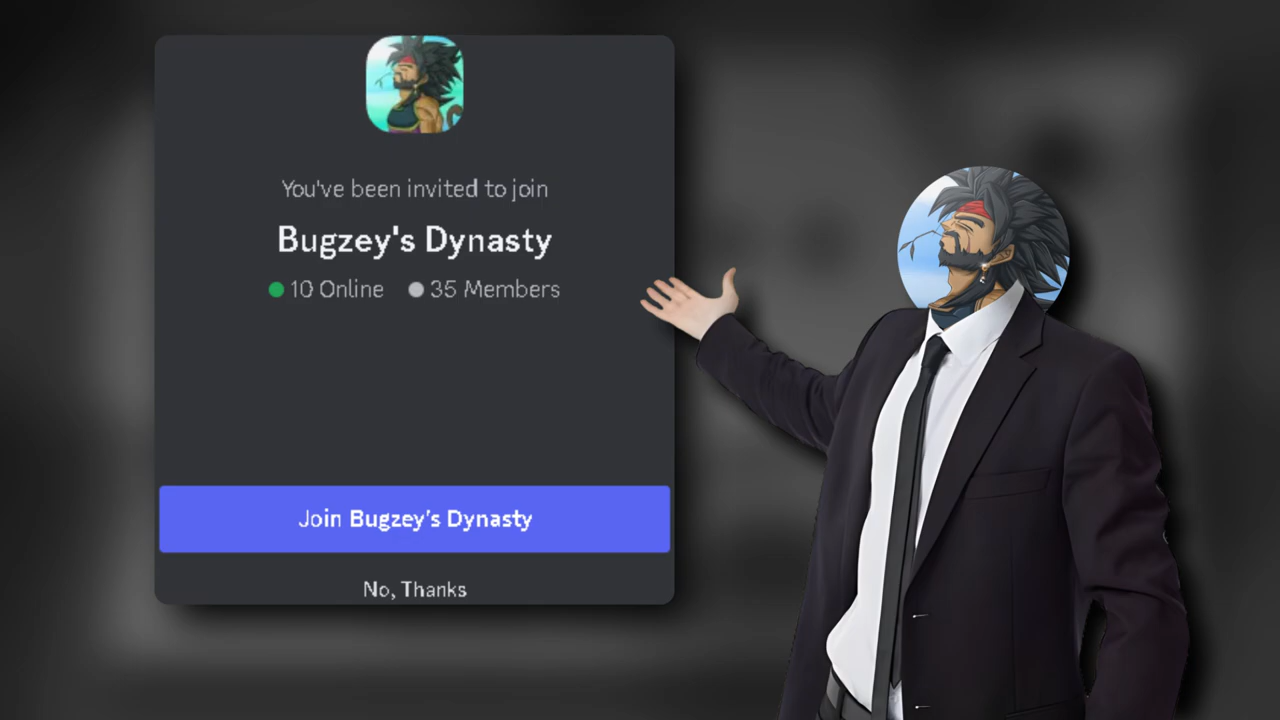 You've been invited to join
Bugzey's Dynasty
10 Online 35 Members
Join Bugzey's Dynasty
No, Thanks